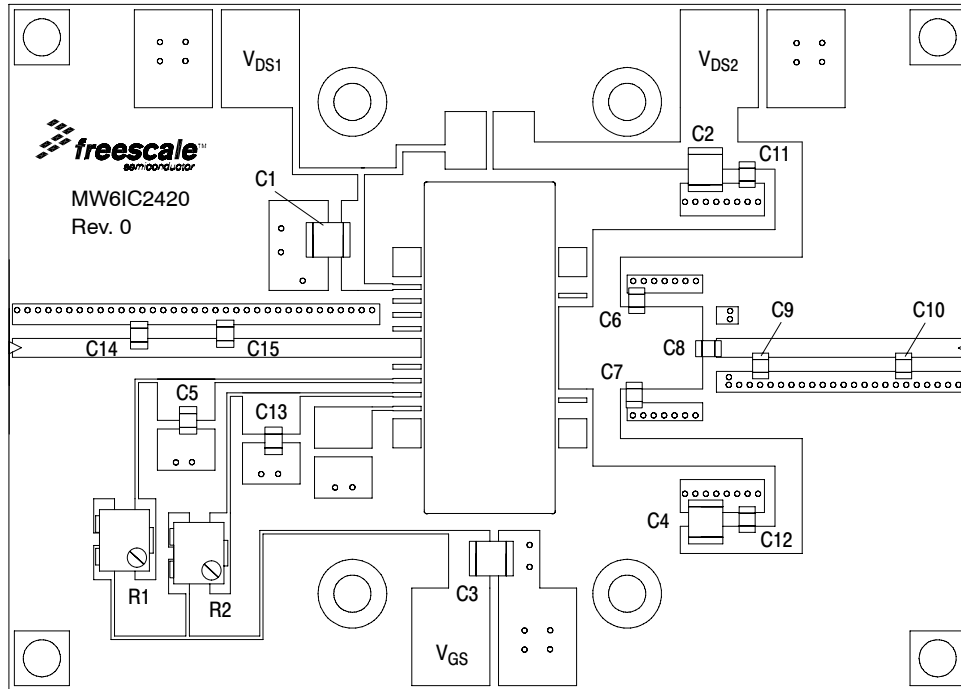 VDS1
VDS2
C2
C11
freescale™
semiconductor
MW6IC2420
Rev. 0
C1
C6
C9
C10
C14
C15
C8
C7
C5
C13
C4
C12
C3
R1
R2
VGS